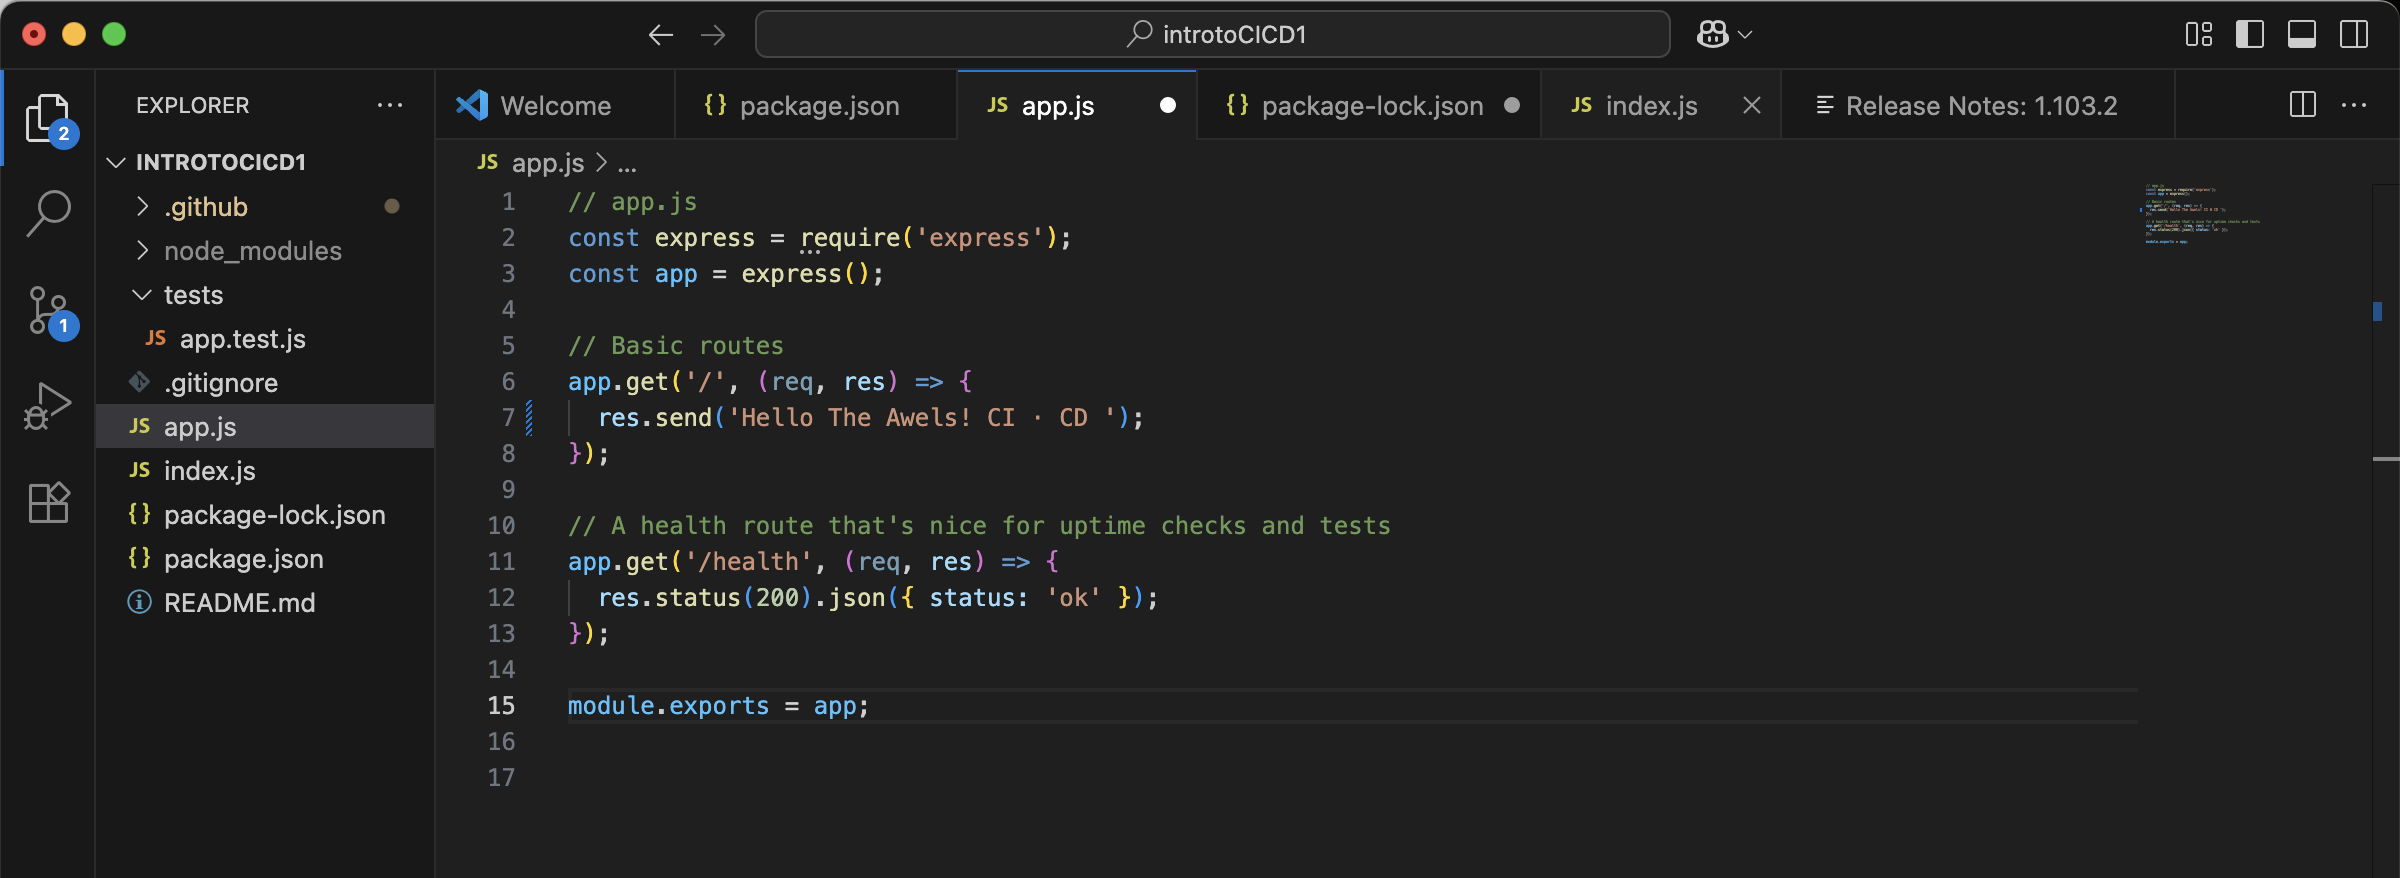 introtoCICD1
EXPLORER
Welcome
{} package.json
JS app.js
{} package-lock.json
JS index.js
Release Notes: 1.103.2
2
INTROTOCICD1
.github
node_modules
tests
JS app.test.js
.gitignore
JS app.js
JS index.js
{} package-lock.json
{} package.json
README.md
1
JS app.js > ...
1 // app.js
2 const express = require('express');
3 const app = express();
4
5 // Basic routes
6 app.get('/', (req, res) => {
7 res.send('Hello The Awels! CI · CD ');
8 });
9
10 // A health route that's nice for uptime checks and tests
11 app.get('/health', (req, res) => {
12 res.status(200).json({ status: 'ok' });
13 });
14
15 module.exports = app;
16
17